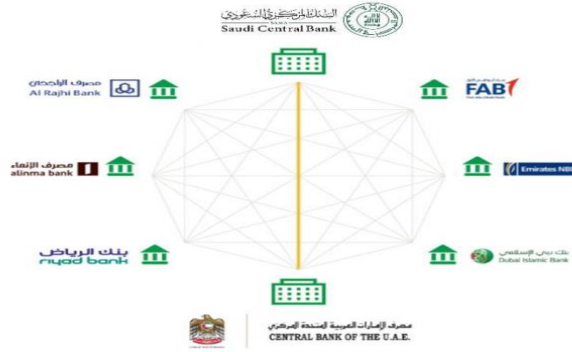 البنك المركزي السعودي
SAMA
Saudi Central Bank
مصرف الراجحي
Al Rajhi Bank
FAB
مصرف الإنماء
alinma bank
Emirates NBD
بنك الرياض
riyad bank
بنك دبي الإسلامي
Dubai Islamic Bank
مصرف الإمارات العربية المتحدة المركزي
CENTRAL BANK OF THE U.A.E.